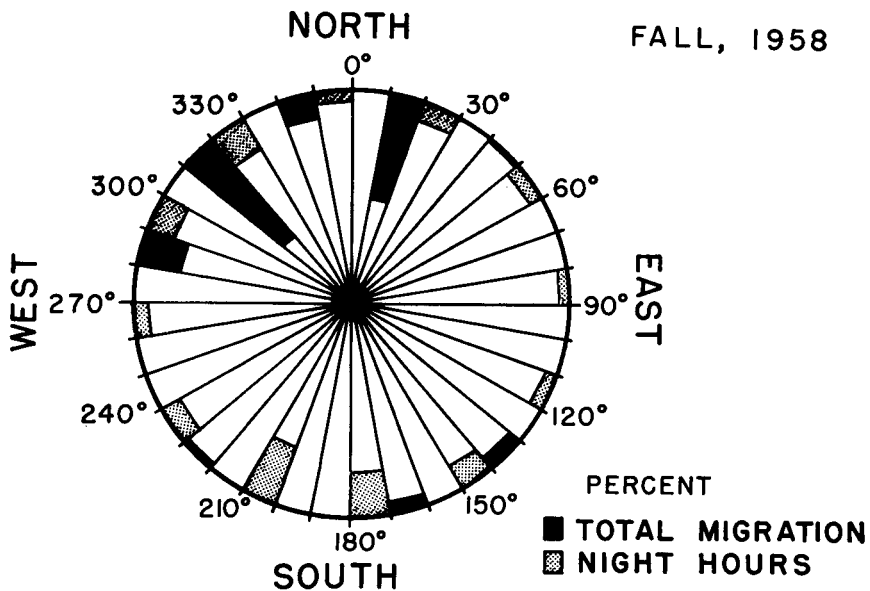 NORTH
FALL, 1958
0°
330°
30°
300°
60°
WEST
270°
90°
EAST
240°
120°
210°
150°
180°
SOUTH
PERCENT
TOTAL MIGRATION
NIGHT HOURS